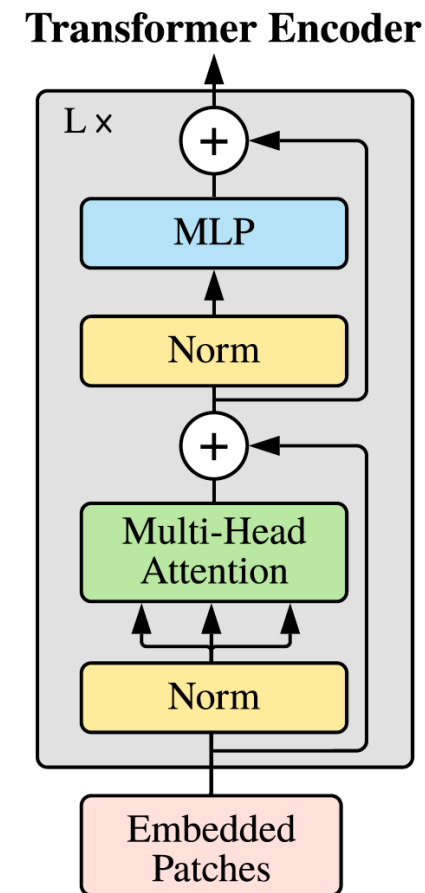 Transformer Encoder
L ×
+
MLP
Norm
+
Multi-Head
Attention
Norm
Embedded
Patches